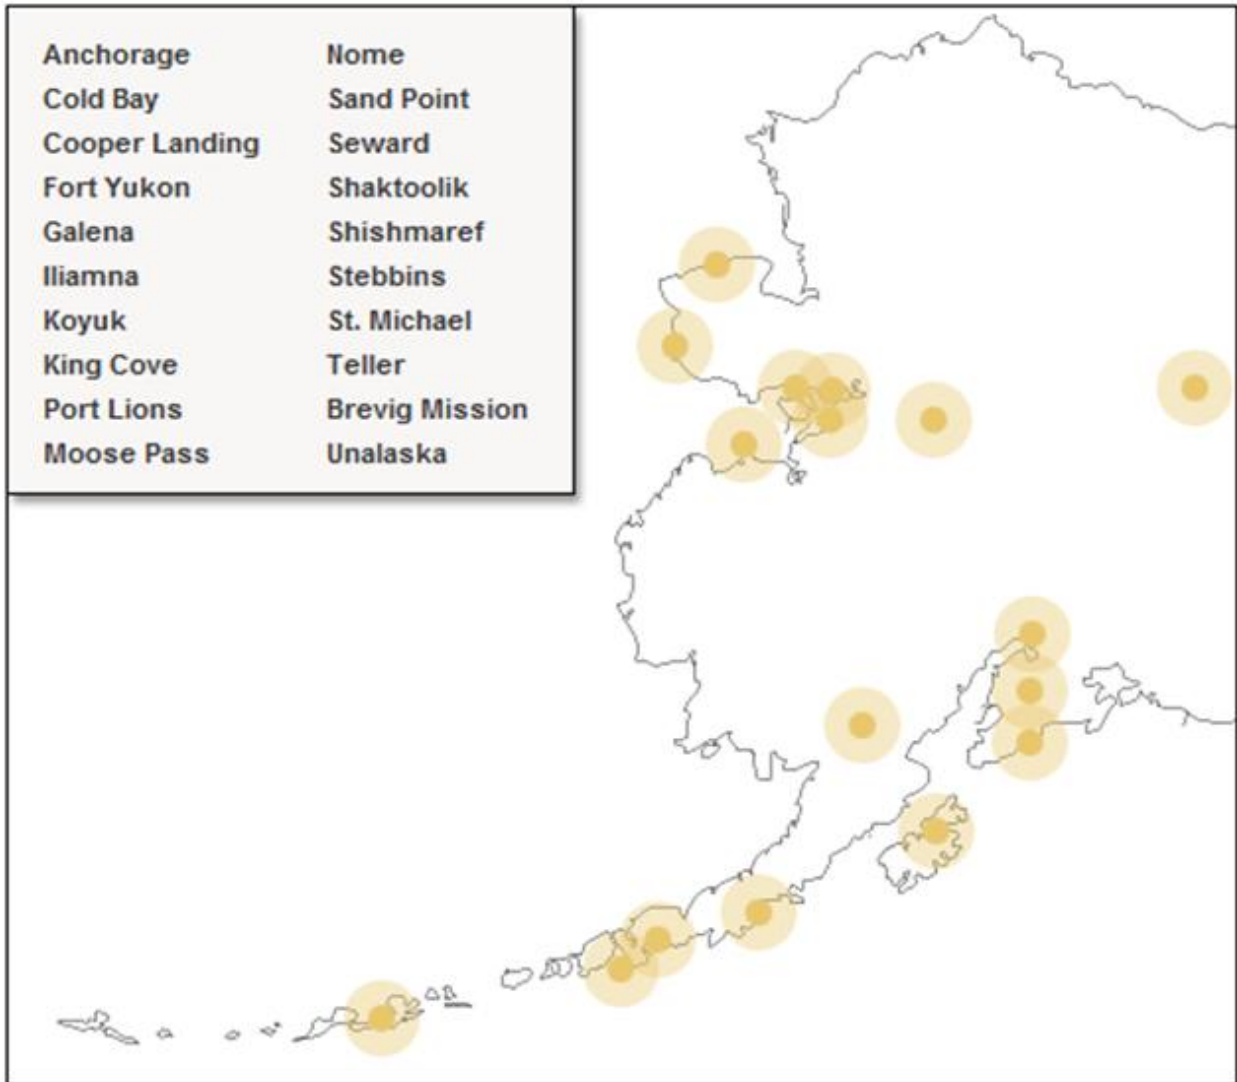 Anchorage
Cold Bay
Cooper Landing
Fort Yukon
Galena
Iliamna
Koyuk
King Cove
Port Lions
Moose Pass
Nome
Sand Point
Seward
Shaktoolik
Shishmaref
Stebbins
St. Michael
Teller
Brevig Mission
Unalaska